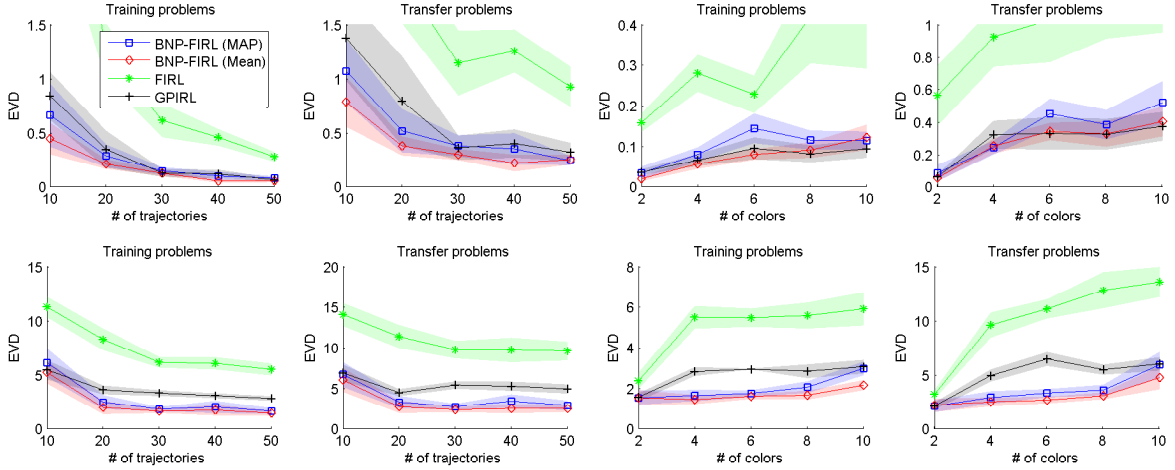 Training problems
1.5
1
0.5
0
EVD
BNP-FIRL (MAP)
BNP-FIRL (Mean)
FIRL
GPIRL
10 20 30 40 50
# of trajectories
Transfer problems
1.5
1
0.5
0
EVD
10 20 30 40 50
# of trajectories
Training problems
0.4
0.3
0.2
0.1
0
EVD
2 4 6 8 10
# of colors
Transfer problems
1
0.8
0.6
0.4
0.2
0
EVD
2 4 6 8 10
# of colors
Training problems
15
10
5
0
EVD
10 20 30 40 50
# of trajectories
Transfer problems
20
15
10
5
0
EVD
40 20 30 40 50
# of trajectories
Training problems
8
6
4
2
0
EVD
2 4 6 8 10
# of colors
Transfer problems
15
10
5
0
EVD
2 4 6 8 10
# of colors